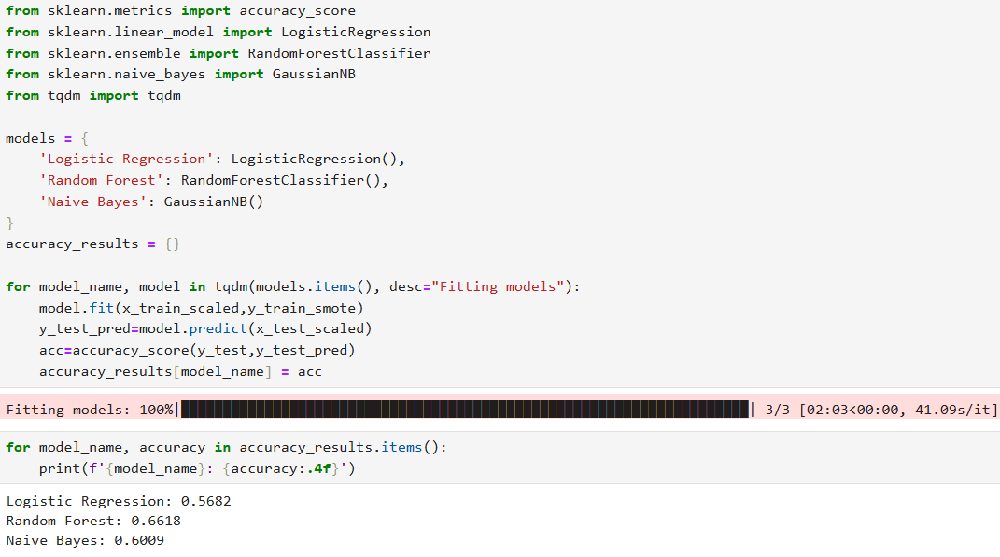 from sklearn.metrics import accuracy_score
from sklearn.linear_model import LogisticRegression
from sklearn.ensemble import RandomForestClassifier
from sklearn.naive_bayes import GaussianNB
from tqdm import tqdm
models = {
    'Logistic Regression': LogisticRegression(),
    'Random Forest': RandomForestClassifier(),
    'Naive Bayes': GaussianNB()
}
accuracy_results = {}
for model_name, model in tqdm(models.items(), desc="Fitting models"):
    model.fit(x_train_scaled,y_train_smote)
    y_test_pred=model.predict(x_test_scaled)
    acc=accuracy_score(y_test,y_test_pred)
    accuracy_results[model_name] = acc
Fitting models: 100%|██████████| 3/3 [02:03<00:00, 41.09s/it]
for model_name, accuracy in accuracy_results.items():
    print(f'{model_name}: {accuracy:.4f}')
Logistic Regression: 0.5682
Random Forest: 0.6618
Naive Bayes: 0.6009